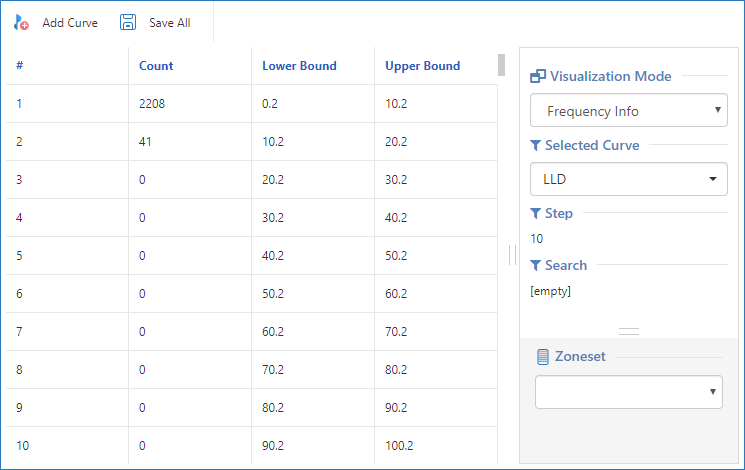 Add Curve Save All
# Count Lower Bound Upper Bound
1 2208 0.2 10.2
2 41 10.2 20.2
3 0 20.2 30.2
4 0 30.2 40.2
5 0 40.2 50.2
6 0 50.2 60.2
7 0 60.2 70.2
8 0 70.2 80.2
9 0 80.2 90.2
10 0 90.2 100.2
Visualization Mode
Frequency Info
Selected Curve
LLD
Step
10
Search
[empty]
Zoneset